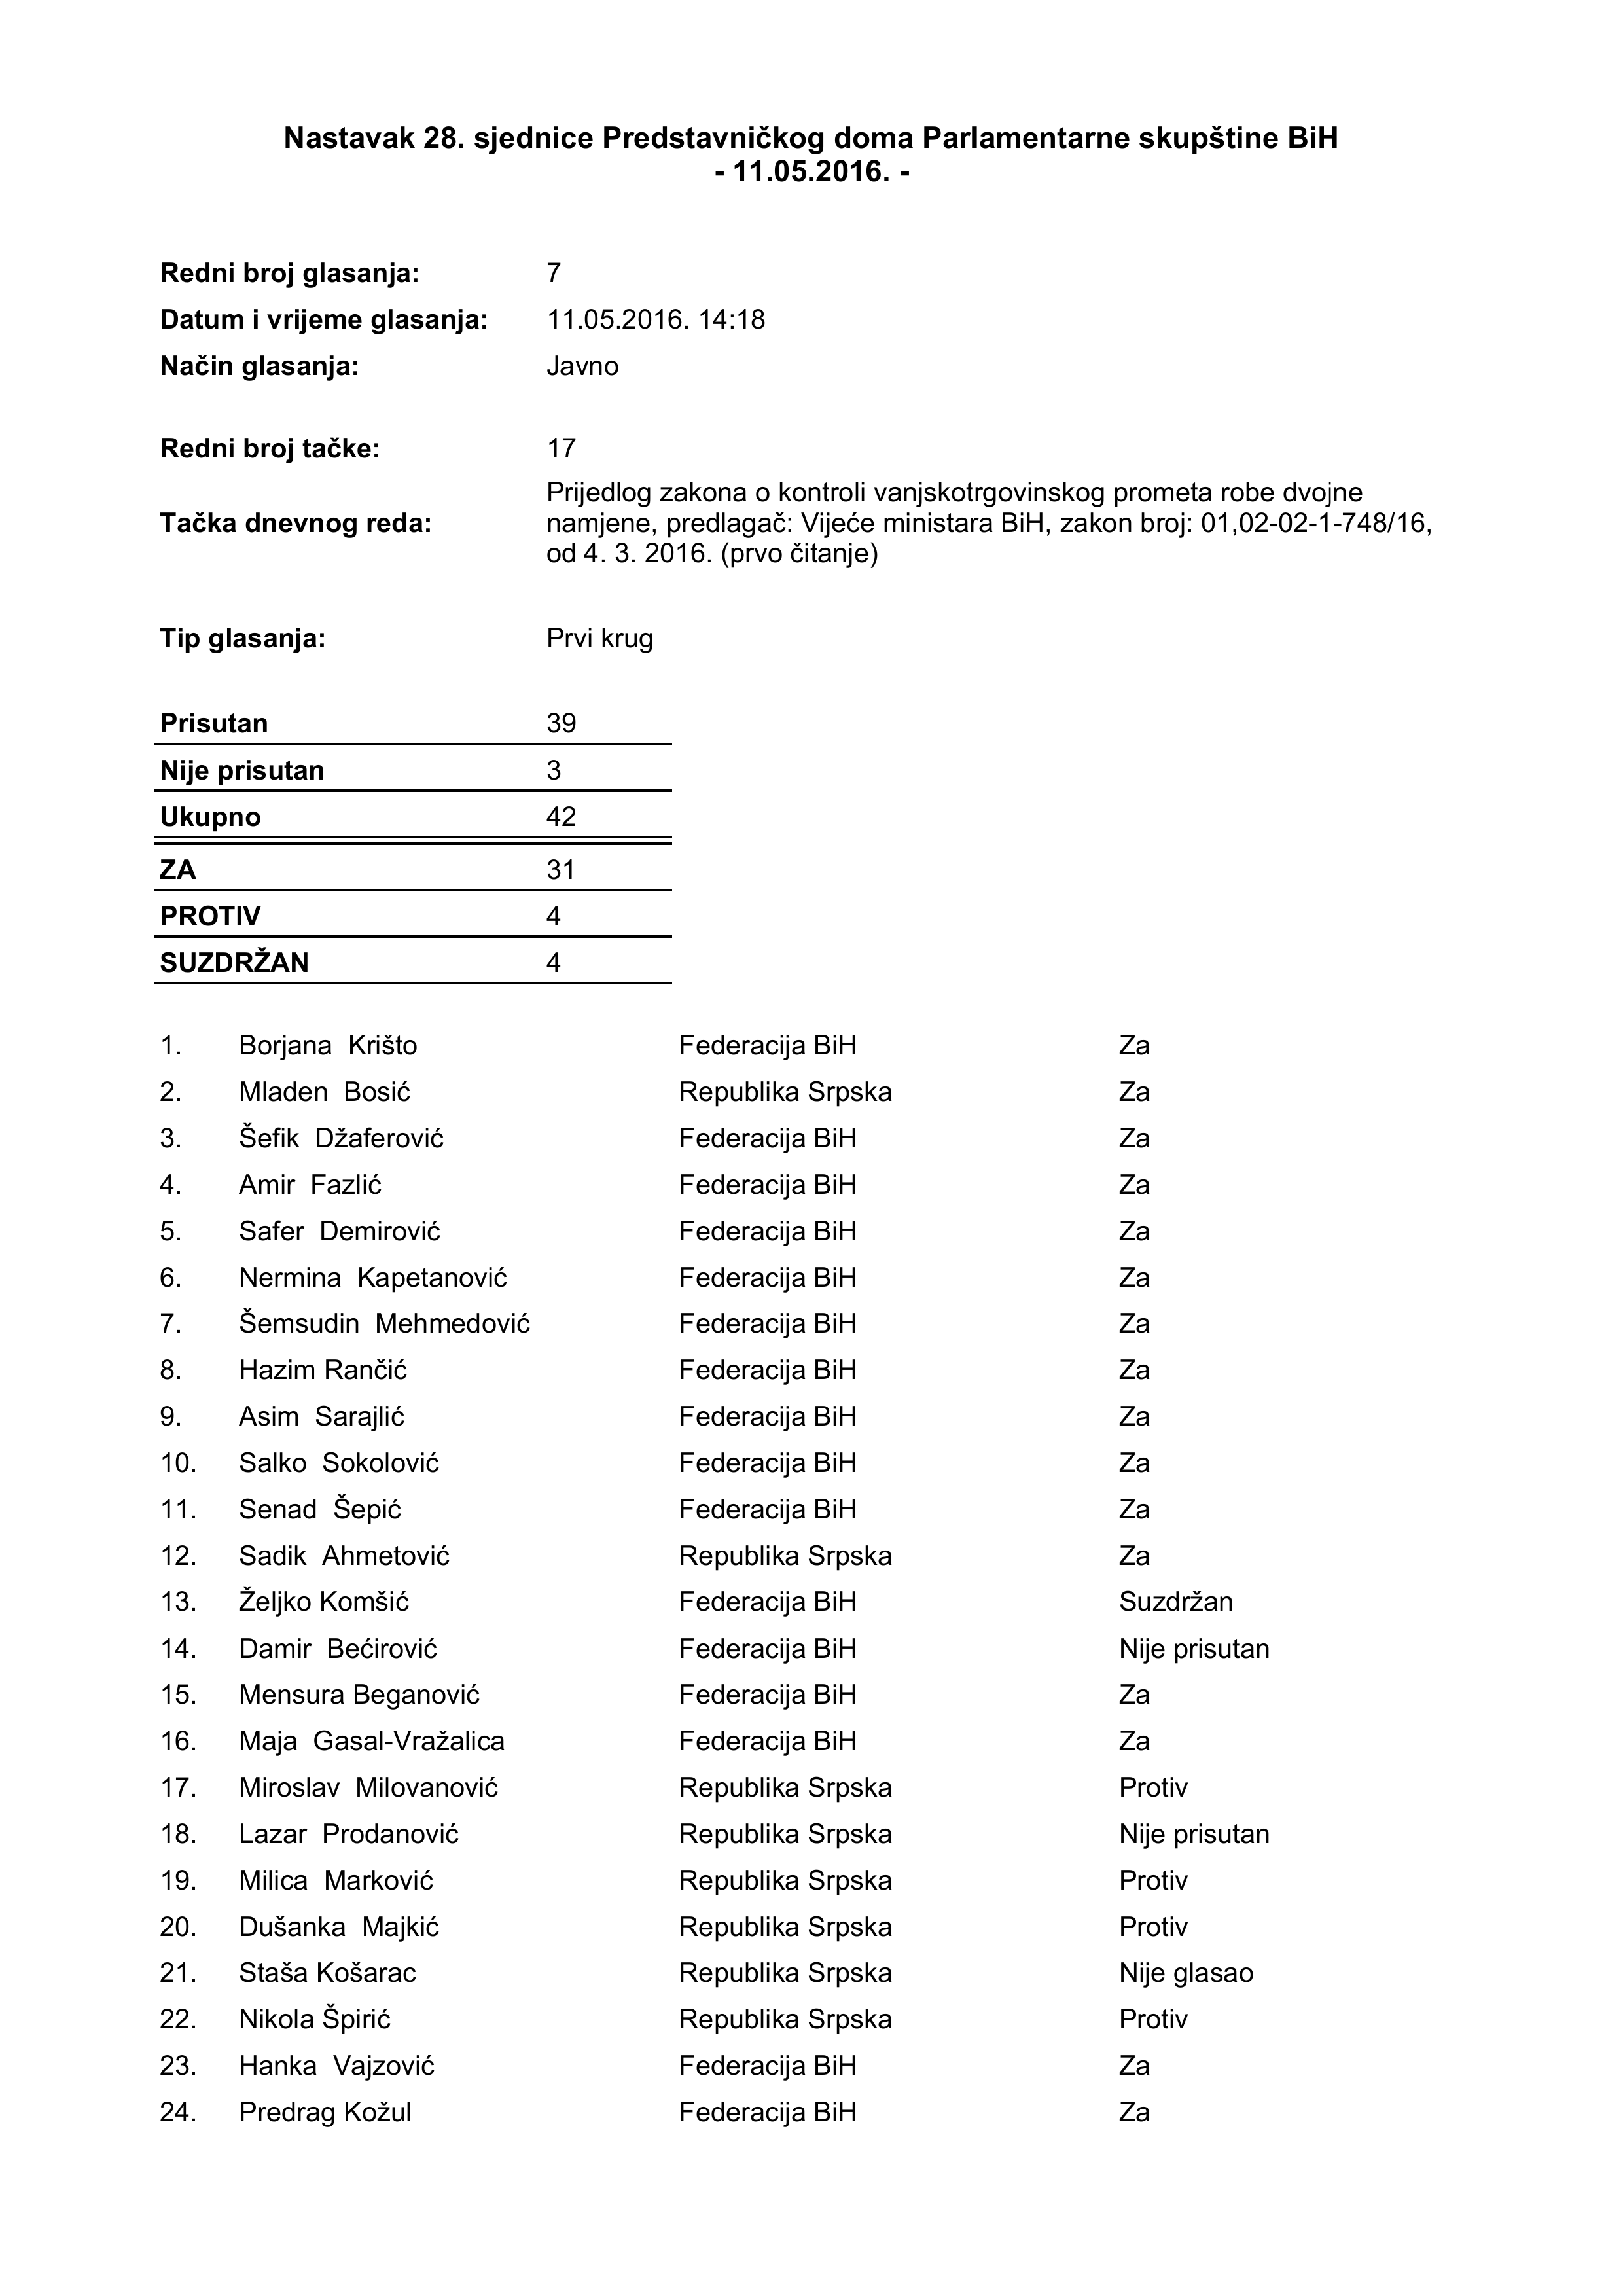 Nastavak 28. sjednice Predstavničkog doma Parlamentarne skupštine BiH
- 11.05.2016. -
Redni broj glasanja: 7
Datum i vrijeme glasanja: 11.05.2016. 14:18
Način glasanja: Javno
Redni broj tačke: 17
Tačka dnevnog reda: Prijedlog zakona o kontroli vanjskotrgovinskog prometa robe dvojne
namjene, predlagač: Vijeće ministara BiH, zakon broj: 01,02-02-1-748/16,
od 4. 3. 2016. (prvo čitanje)
Tip glasanja: Prvi krug
Prisutan 39
Nije prisutan 3
Ukupno 42
ZA 31
PROTIV 4
SUZDRŽAN 4
1. Borjana Krišto Federacija BiH Za
2. Mladen Bosić Republika Srpska Za
3. Šefik Džaferović Federacija BiH Za
4. Amir Fazlić Federacija BiH Za
5. Safer Demirović Federacija BiH Za
6. Nermina Kapetanović Federacija BiH Za
7. Šemsudin Mehmedović Federacija BiH Za
8. Hazim Rančić Federacija BiH Za
9. Asim Sarajlić Federacija BiH Za
10. Salko Sokolović Federacija BiH Za
11. Senad Šepić Federacija BiH Za
12. Sadik Ahmetović Republika Srpska Za
13. Željko Komšić Federacija BiH Suzdržan
14. Damir Bećirović Federacija BiH Nije prisutan
15. Mensura Beganović Federacija BiH Za
16. Maja Gasal-Vražalica Federacija BiH Za
17. Miroslav Milovanović Republika Srpska Protiv
18. Lazar Prodanović Republika Srpska Nije prisutan
19. Milica Marković Republika Srpska Protiv
20. Dušanka Majkić Republika Srpska Protiv
21. Staša Košarac Republika Srpska Nije glasao
22. Nikola Špirić Republika Srpska Protiv
23. Hanka Vajzović Federacija BiH Za
24. Predrag Kožul Federacija BiH Za